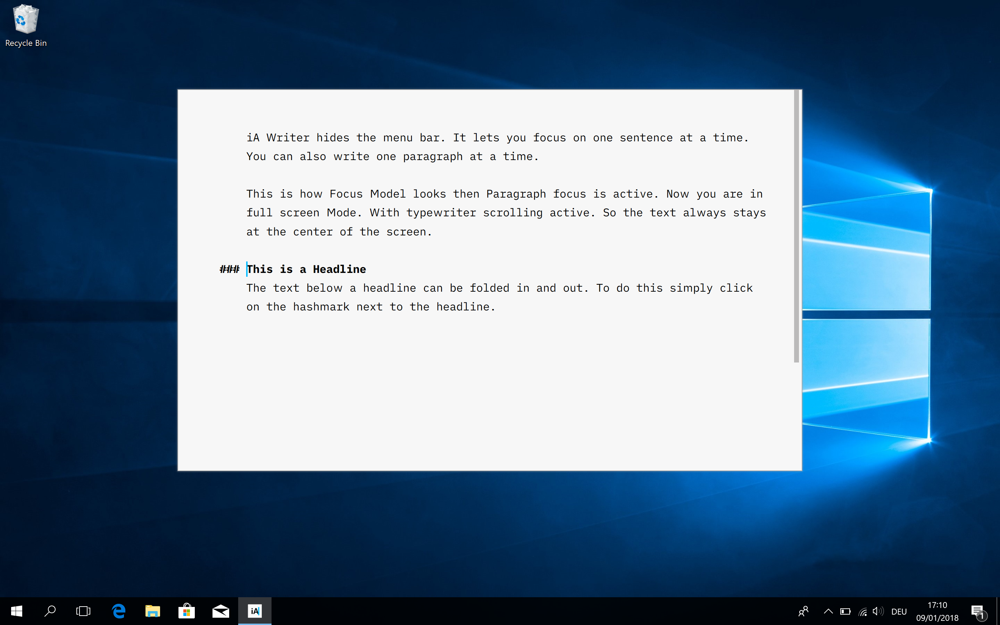 Recycle Bin
iA Writer hides the menu bar. It lets you focus on one sentence at a time.
You can also write one paragraph at a time.
This is how Focus Model looks then Paragraph focus is active. Now you are in
full screen Mode. With typewriter scrolling active. So the text always stays
at the center of the screen.
### This is a Headline
The text below a headline can be folded in and out. To do this simply click
on the hashmark next to the headline.
iA
DEU
17:10
09/01/2018
1